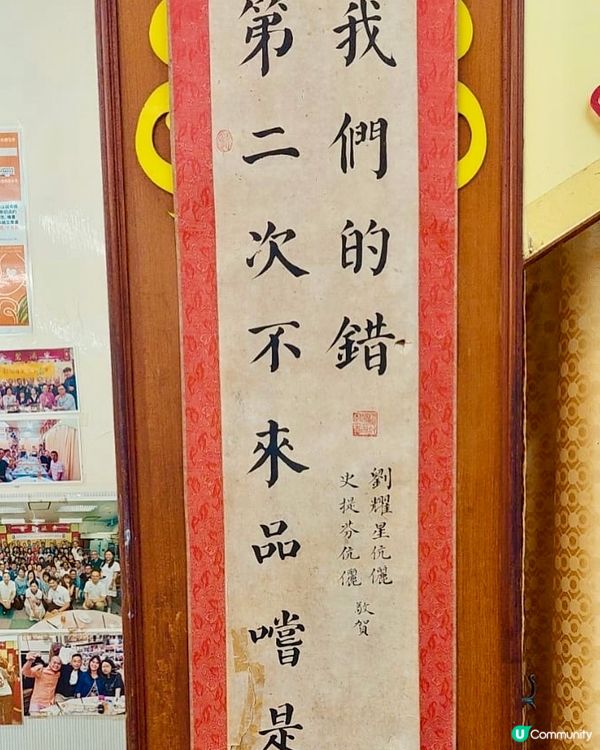 第二次不來品嚐是
我們的錯
劉耀星伉儷
史提芬伉儷
敬賀
U Community